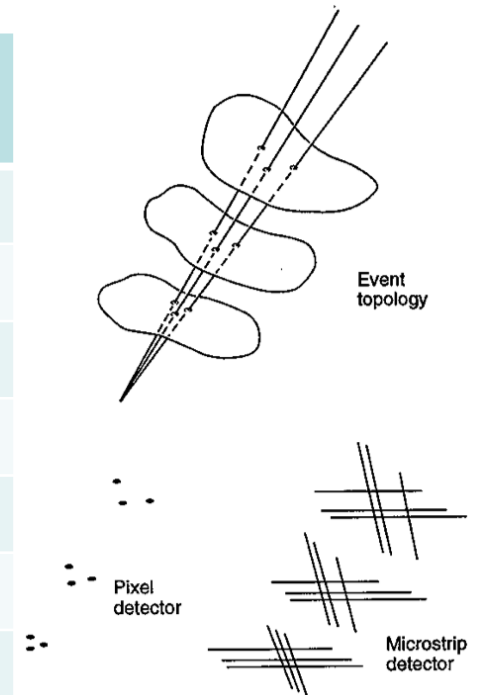 Event
topology
Pixel
detector
Microstrip
detector